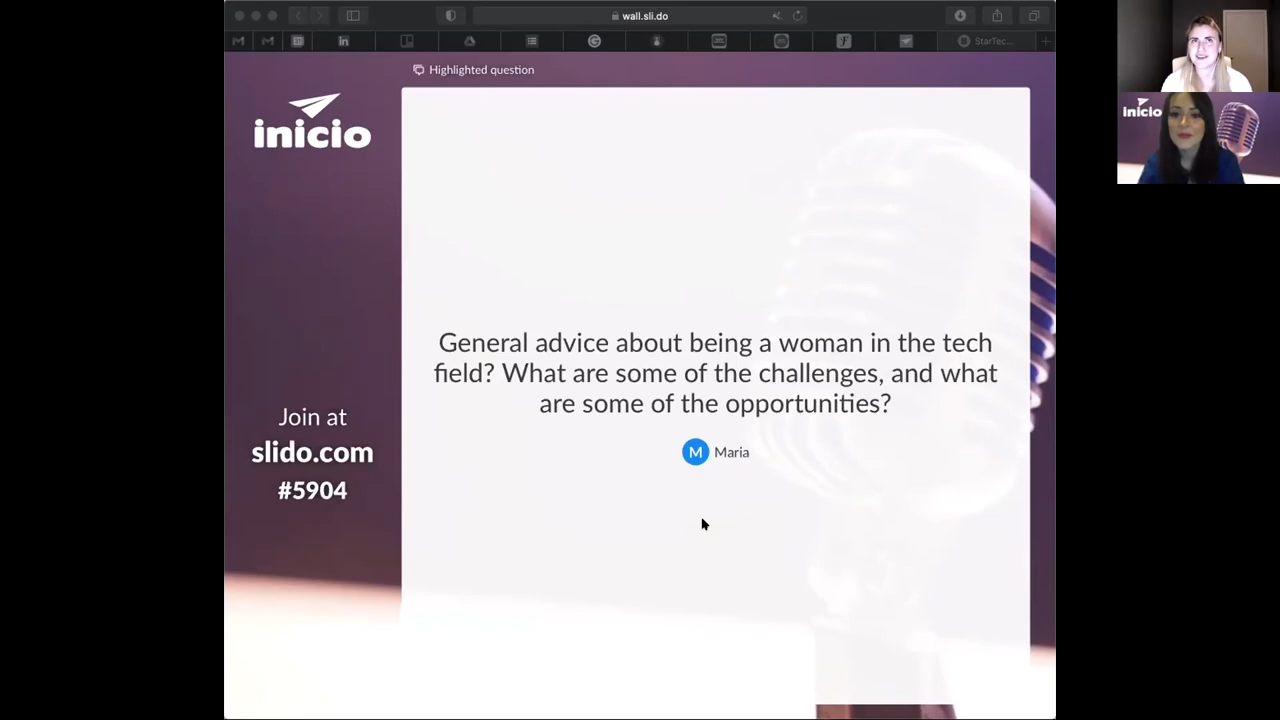 wall.sli.do
StarTec...
Highlighted question
inicio
General advice about being a woman in the tech
field? What are some of the challenges, and what
are some of the opportunities?
M Maria
Join at
slido.com
#5904
inicio